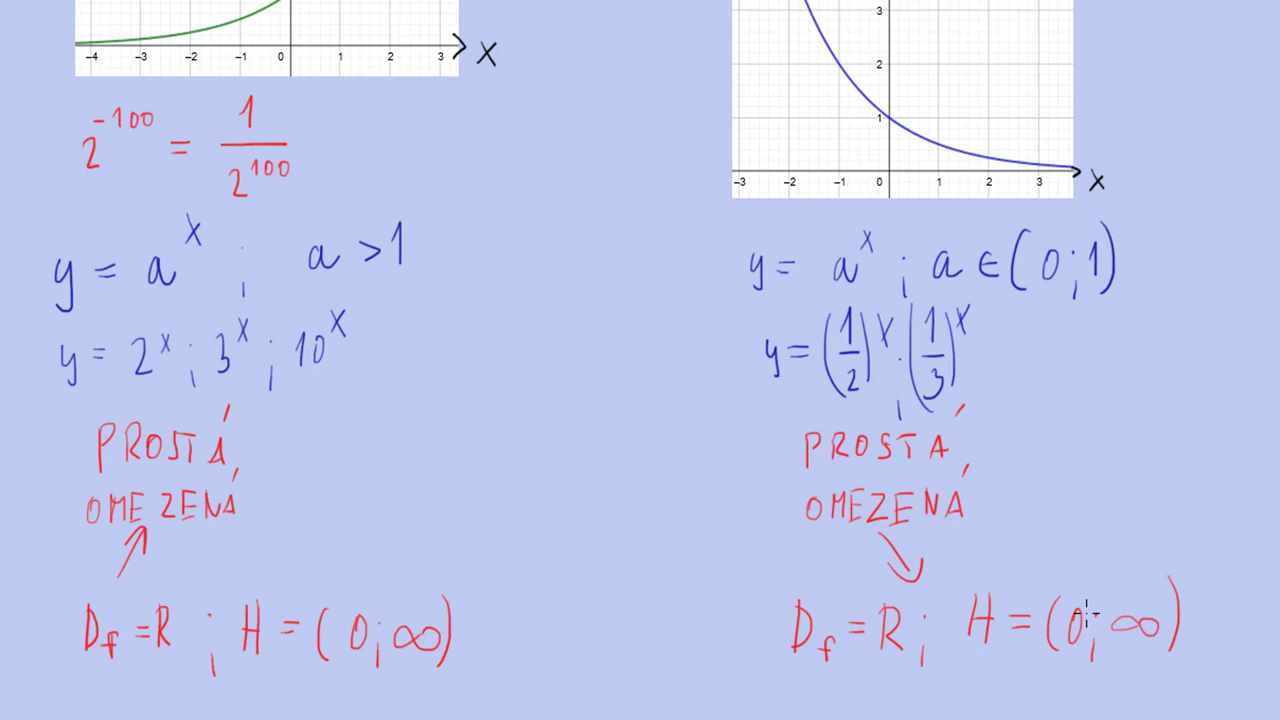 -4 -3 -2 -1 0 1 2 3 X
2^-100 = 1/2^100
y = a^x ; a > 1
y = 2^x ; 3^x ; 10^x
PROSTÁ,
OMEZENÁ
Df = R ; H = (0;∞)
3
2
1
-3 -2 -1 0 1 2 3 X
y = a^x ; a ∈ (0;1)
y = (1/2)^x ; (1/3)^x
PROSTÁ,
OMEZENÁ
Df = R ; H = (0;∞)